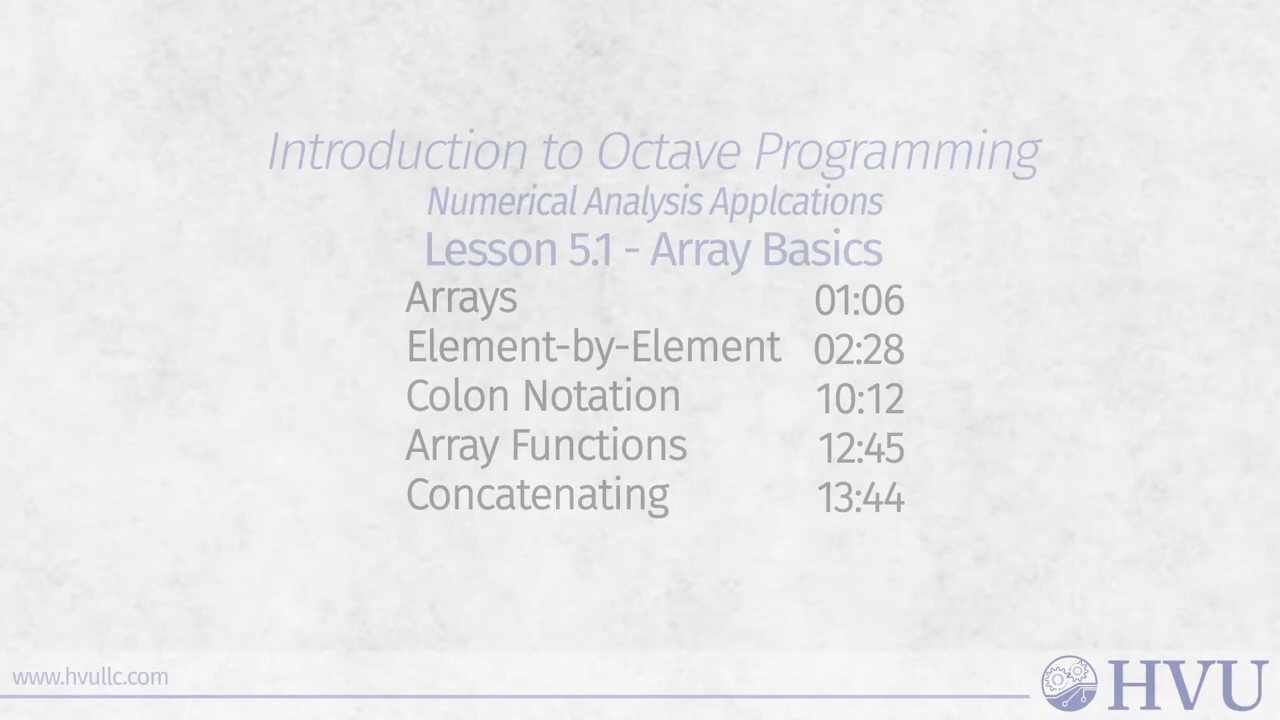 Introduction to Octave Programming
Numerical Analysis Applcations
Lesson 5.1 - Array Basics
Arrays 01:06
Element-by-Element 02:28
Colon Notation 10:12
Array Functions 12:45
Concatenating 13:44
www.hvullc.com
HVU